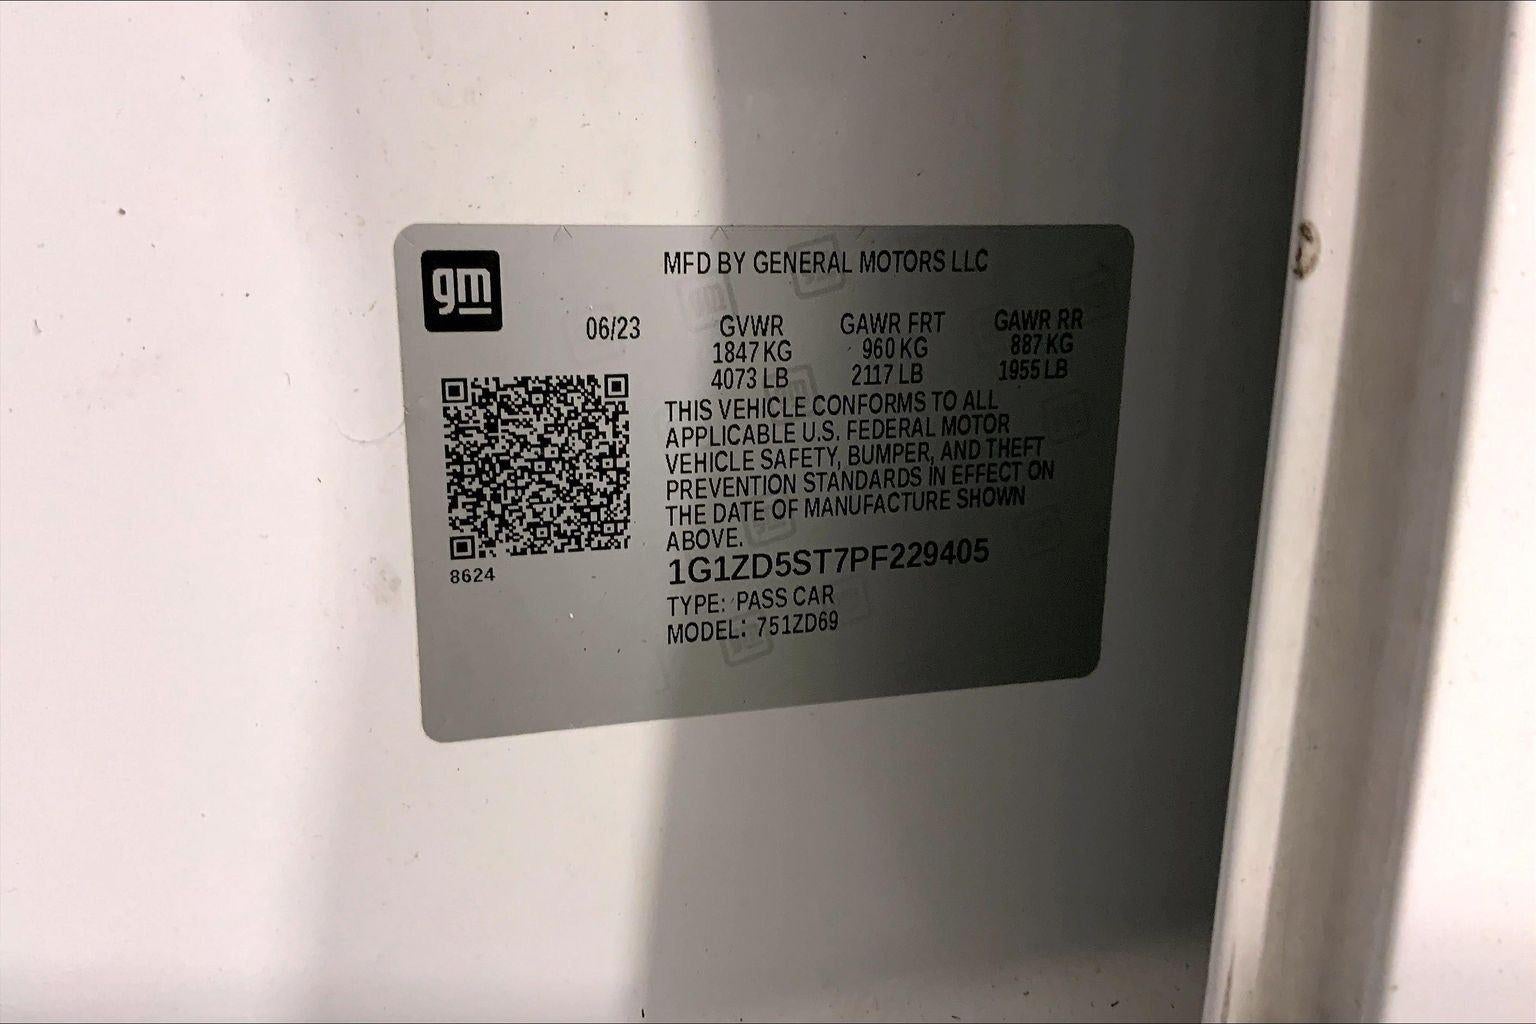 gm
MFD BY GENERAL MOTORS LLC
06/23 GVWR GAWR FRT GAWR RR
1847 KG 960 KG 887 KG
4073 LB 2117 LB 1955 LB
THIS VEHICLE CONFORMS TO ALL
APPLICABLE U.S. FEDERAL MOTOR
VEHICLE SAFETY, BUMPER, AND THEFT
PREVENTION STANDARDS IN EFFECT ON
THE DATE OF MANUFACTURE SHOWN
ABOVE.
1G1ZD5ST7PF229405
8624
TYPE: PASS CAR
MODEL: 751ZD69